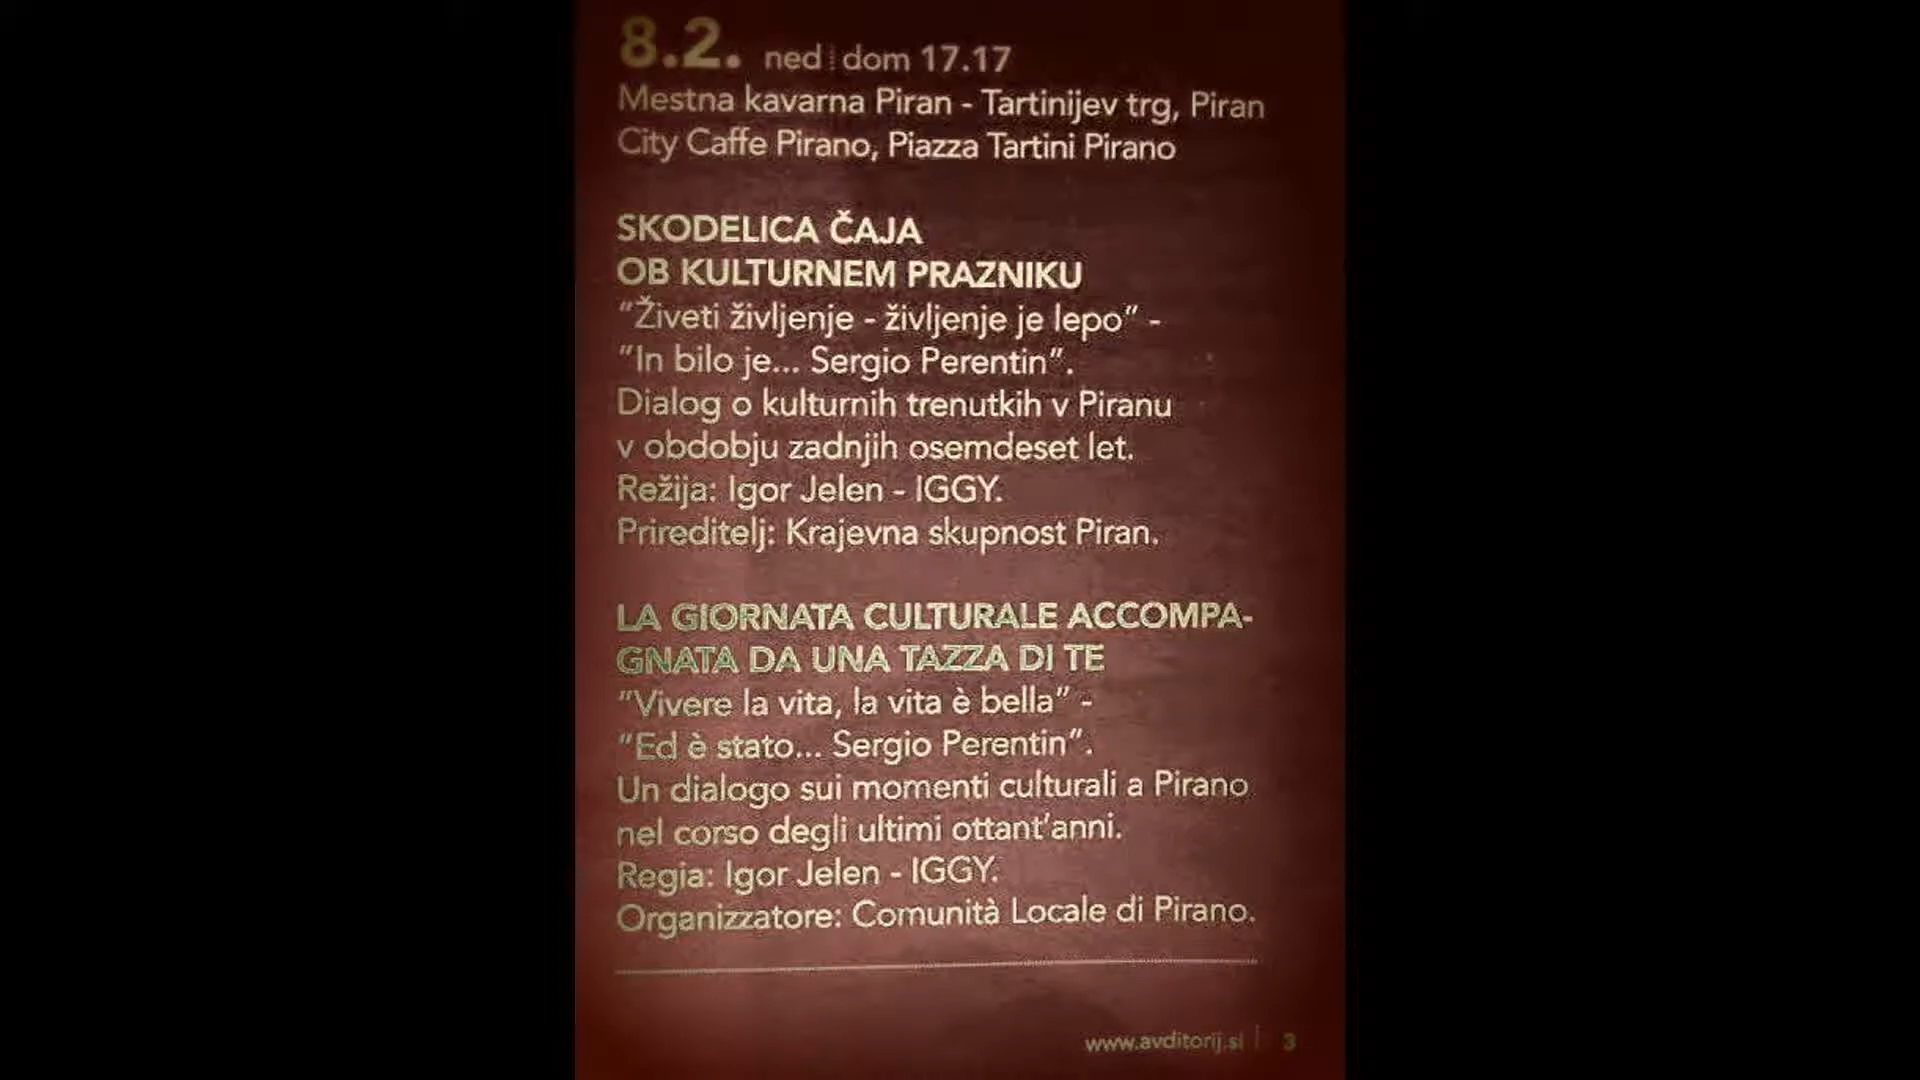 8.2. ned | dom 17.17
Mestna kavarna Piran - Tartinijev trg, Piran
City Caffe Pirano, Piazza Tartini Pirano
SKODELICA ČAJA
OB KULTURNEM PRAZNIKU
"Živeti življenje - življenje je lepo" -
"In bilo je... Sergio Perentin".
Dialog o kulturnih trenutkih v Piranu
v obdobju zadnjih osemdeset let.
Režija: Igor Jelen - IGGY.
Prireditelj: Krajevna skupnost Piran.
LA GIORNATA CULTURALE ACCOMPA-
GNATA DA UNA TAZZA DI TE
"Vivere la vita, la vita è bella" -
"Ed è stato... Sergio Perentin".
Un dialogo sui momenti culturali a Pirano
nel corso degli ultimi ottant'anni.
Regia: Igor Jelen - IGGY.
Organizzatore: Comunità Locale di Pirano.
www.avditorij.si | 3